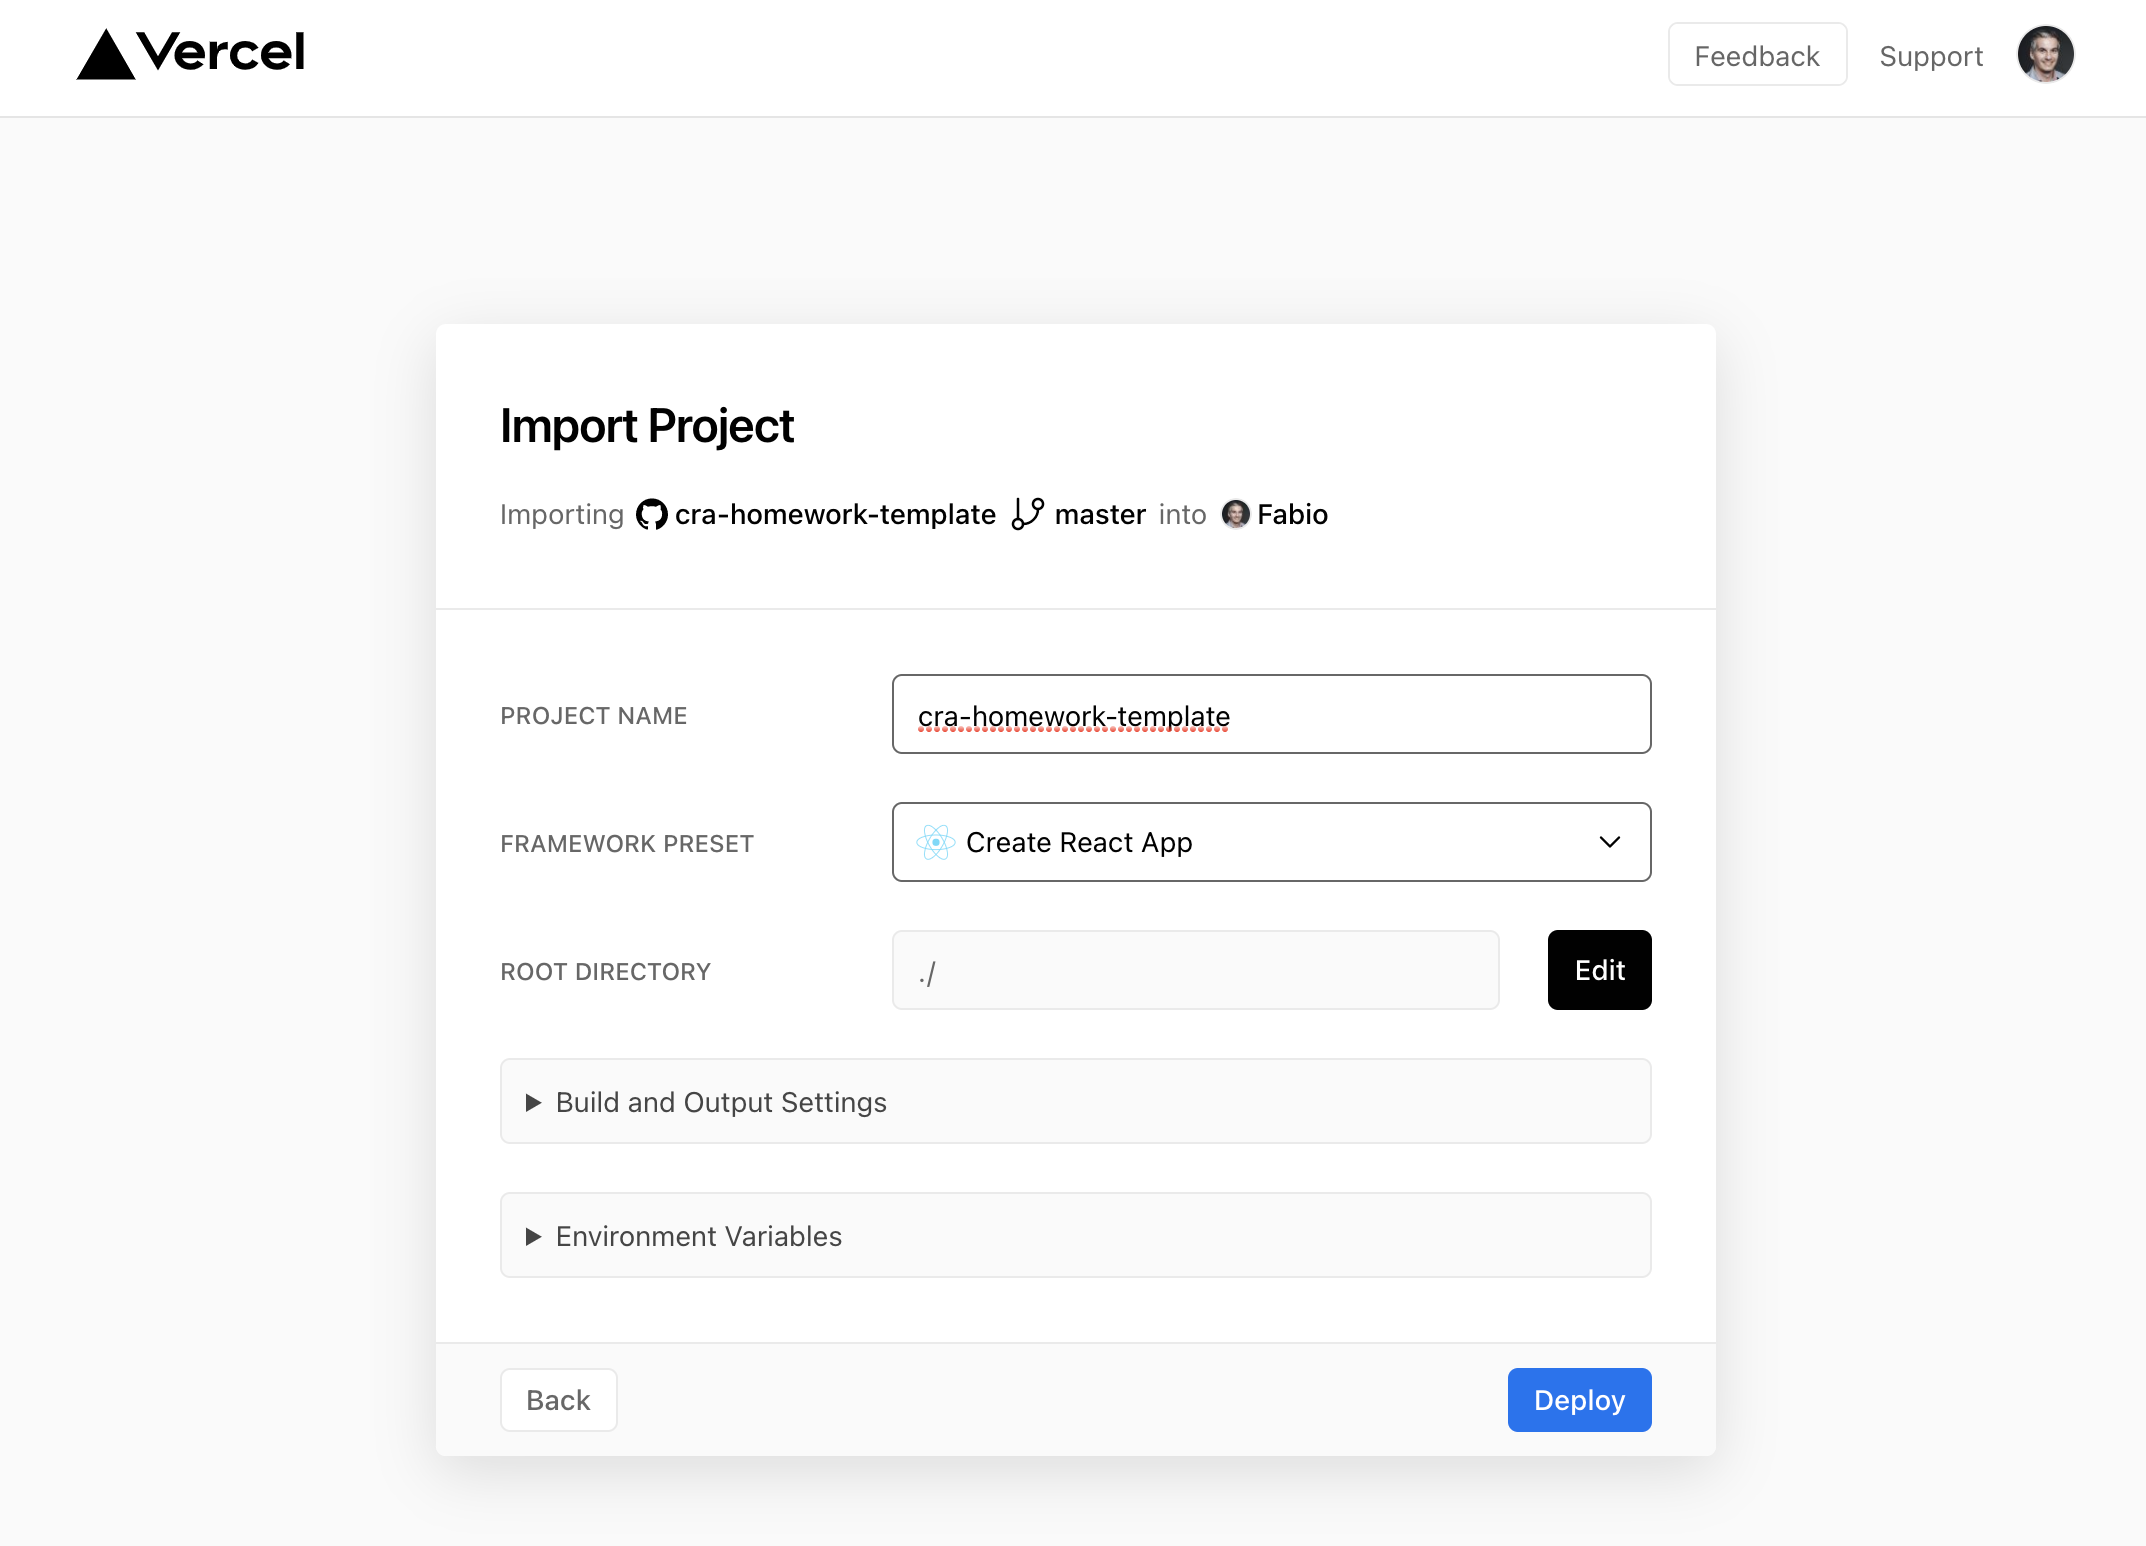 Vercel
Feedback Support
Import Project
Importing cra-homework-template master into Fabio
PROJECT NAME cra-homework-template
FRAMEWORK PRESET Create React App
ROOT DIRECTORY ./ Edit
Build and Output Settings
Environment Variables
Back Deploy